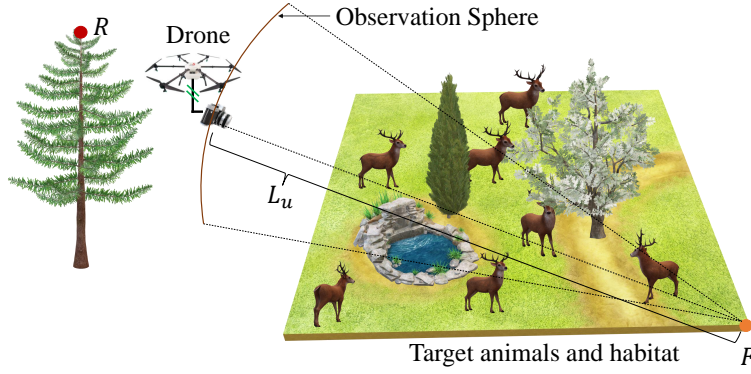 Observation Sphere
R
Drone
L_u
F
Target animals and habitat